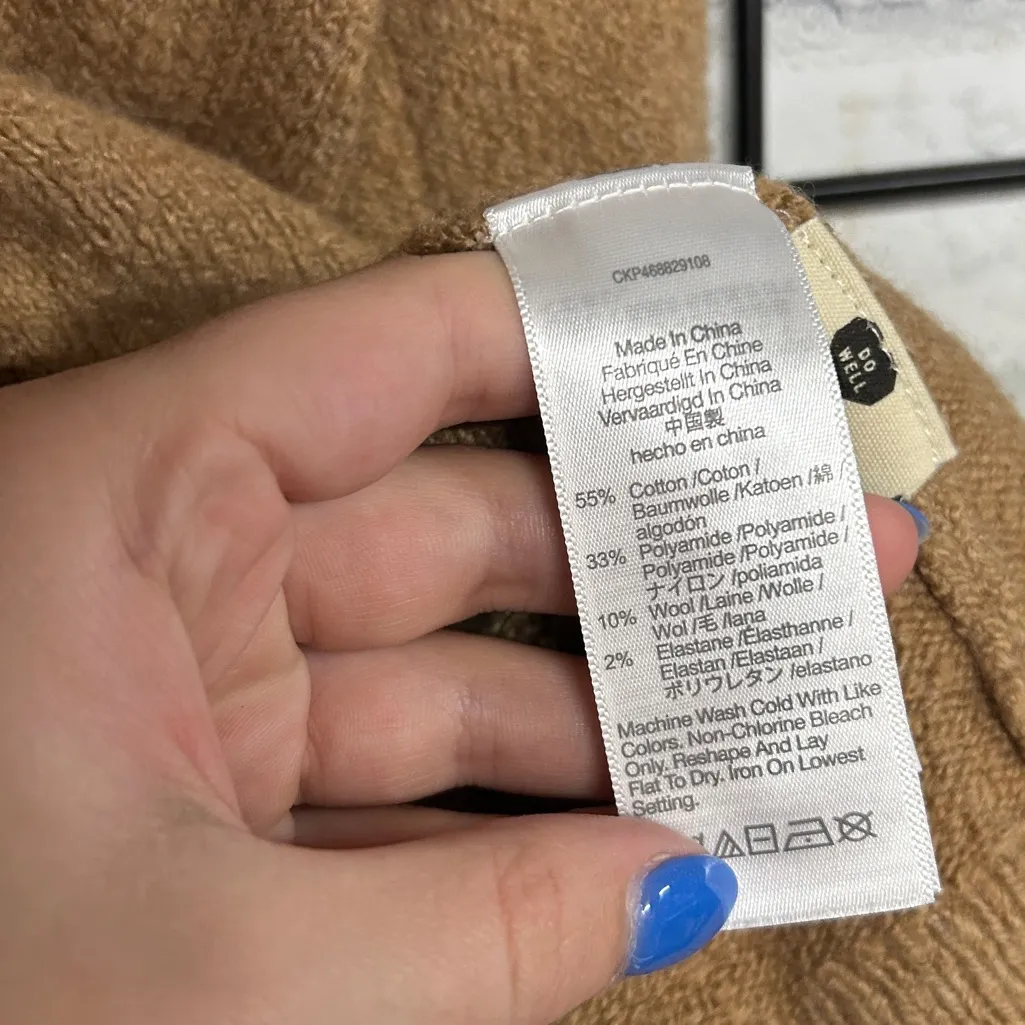 CKP468829108
Made In China
Fabriqué En Chine
Hergestellt In China
Vervaardigd In China
中国製
hecho en china
55% Cotton /Coton /
Baumwolle /Katoen /綿 /
algodón
33% Polyamide /Polyamide /
Polyamide /Polyamide /
ナイロン /poliamida
10% Wool /Laine /Wolle /
Wol /毛 /lana
2% Elastane /Élasthanne /
Elastan /Elastaan /
ポリウレタン /elastano
Machine Wash Cold With Like
Colors. Non-Chlorine Bleach
Only. Reshape And Lay
Flat To Dry. Iron On Lowest
Setting.
DO
WELL